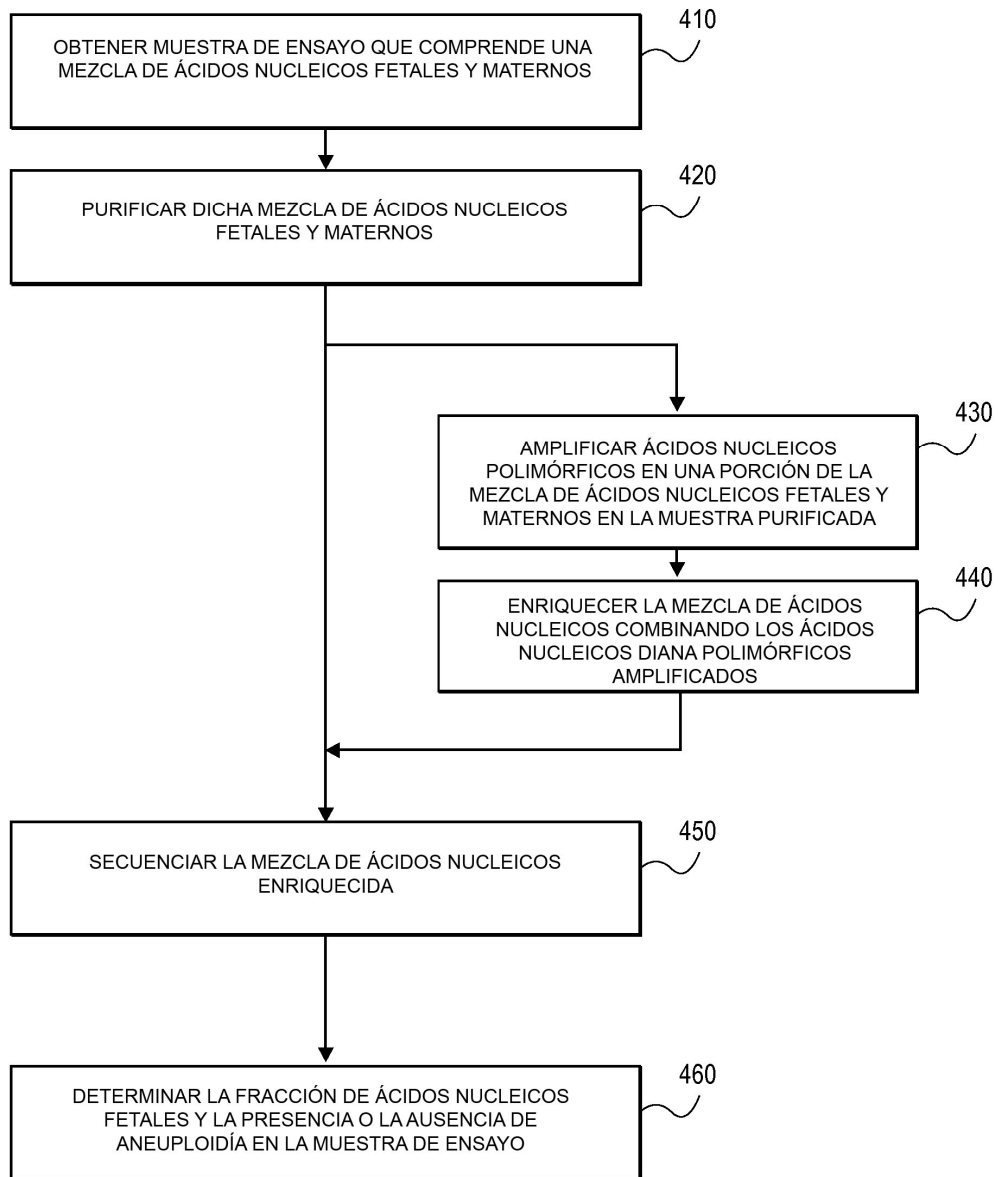 410
OBTENER MUESTRA DE ENSAYO QUE COMPRENDE UNA
MEZCLA DE ÁCIDOS NUCLEICOS FETALES Y MATERNOS
420
PURIFICAR DICHA MEZCLA DE ÁCIDOS NUCLEICOS
FETALES Y MATERNOS
430
AMPLIFICAR ÁCIDOS NUCLEICOS
POLIMÓRFICOS EN UNA PORCIÓN DE LA
MEZCLA DE ÁCIDOS NUCLEICOS FETALES Y
MATERNOS EN LA MUESTRA PURIFICADA
440
ENRIQUECER LA MEZCLA DE ÁCIDOS
NUCLEICOS COMBINANDO LOS ÁCIDOS
NUCLEICOS DIANA POLIMÓRFICOS
AMPLIFICADOS
450
SECUENCIAR LA MEZCLA DE ÁCIDOS NUCLEICOS
ENRIQUECIDA
460
DETERMINAR LA FRACCIÓN DE ÁCIDOS NUCLEICOS
FETALES Y LA PRESENCIA O LA AUSENCIA DE
ANEUPLOIDÍA EN LA MUESTRA DE ENSAYO